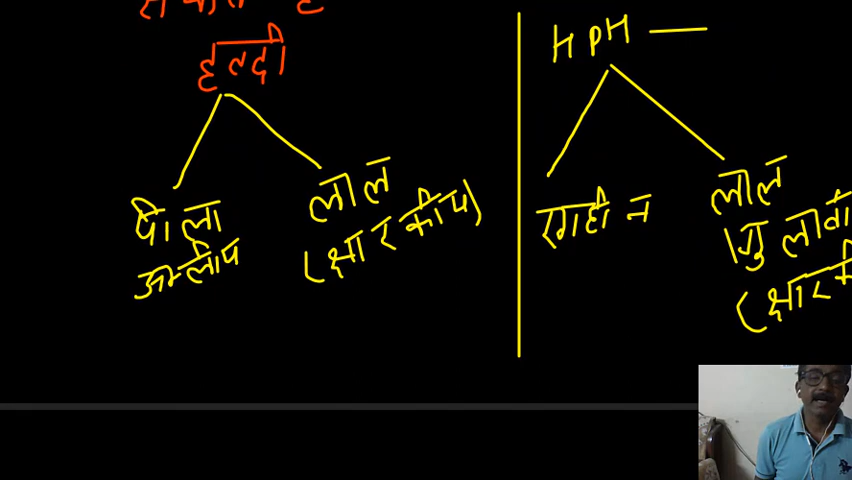 हल्दी
पीला
अम्लीय
लाल
(क्षारकीय)
HPH —
रंगहीन
लाल